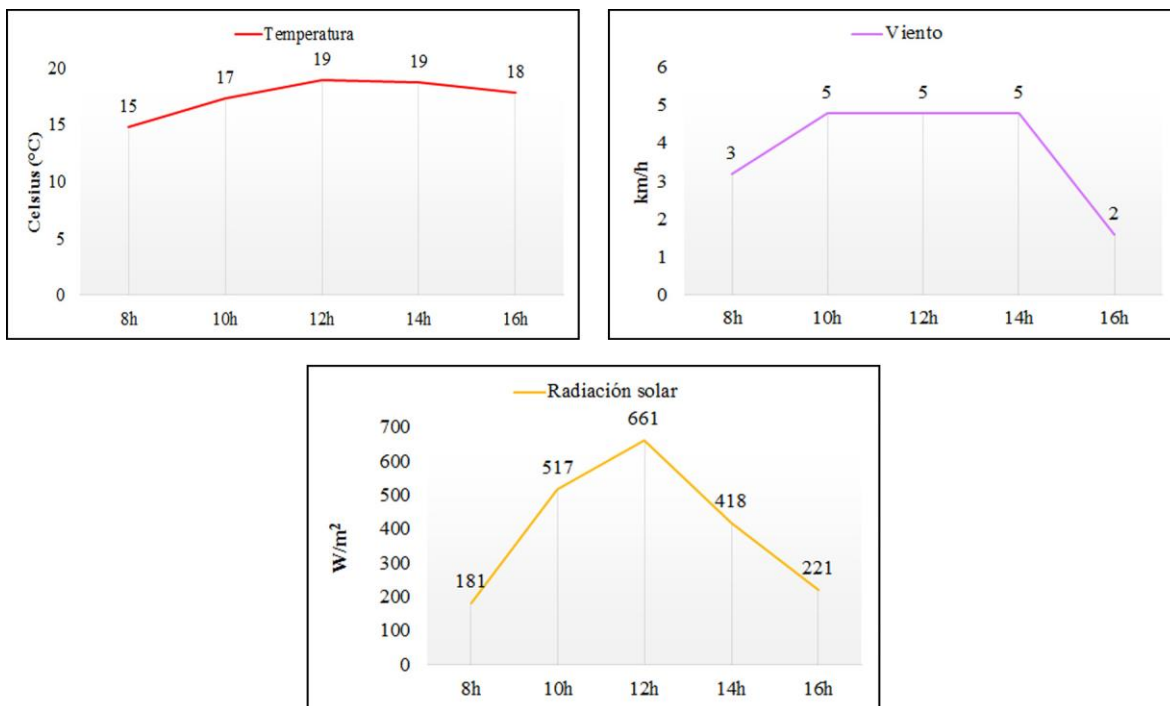 Temperatura
Celsius (°C)
20
15
10
5
0
15
17
19
19
18
8h
10h
12h
14h
16h
Viento
km/h
6
5
4
3
2
1
0
3
5
5
5
2
8h
10h
12h
14h
16h
Radiación solar
W/m²
700
600
500
400
300
200
100
0
181
517
661
418
221
8h
10h
12h
14h
16h